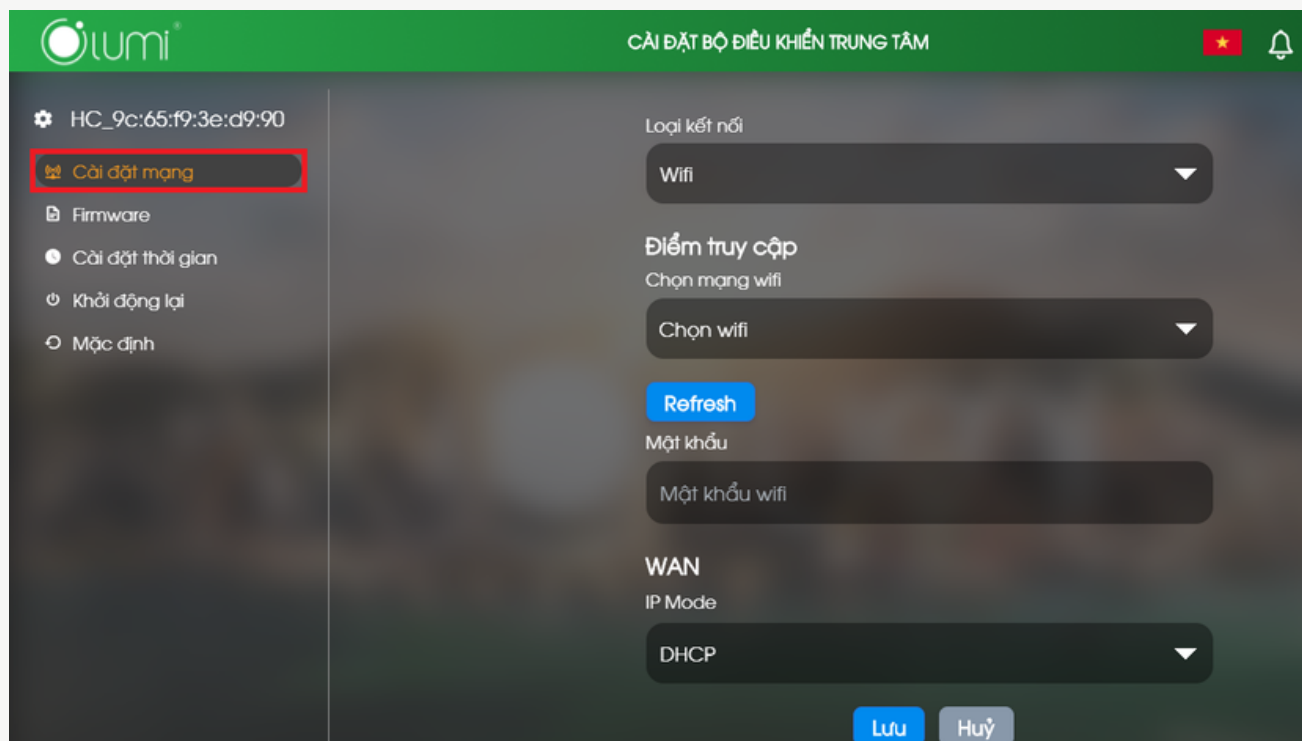 Lumi®
CÀI ĐẶT BỘ ĐIỀU KHIỂN TRUNG TÂM
HC_9c:65:f9:3e:d9:90
Cài đặt mạng
Firmware
Cài đặt thời gian
Khởi động lại
Mặc định
Loại kết nối
Wifi
Điểm truy cập
Chọn mạng wifi
Chọn wifi
Refresh
Mật khẩu
Mật khẩu wifi
WAN
IP Mode
DHCP
Lưu
Huỷ